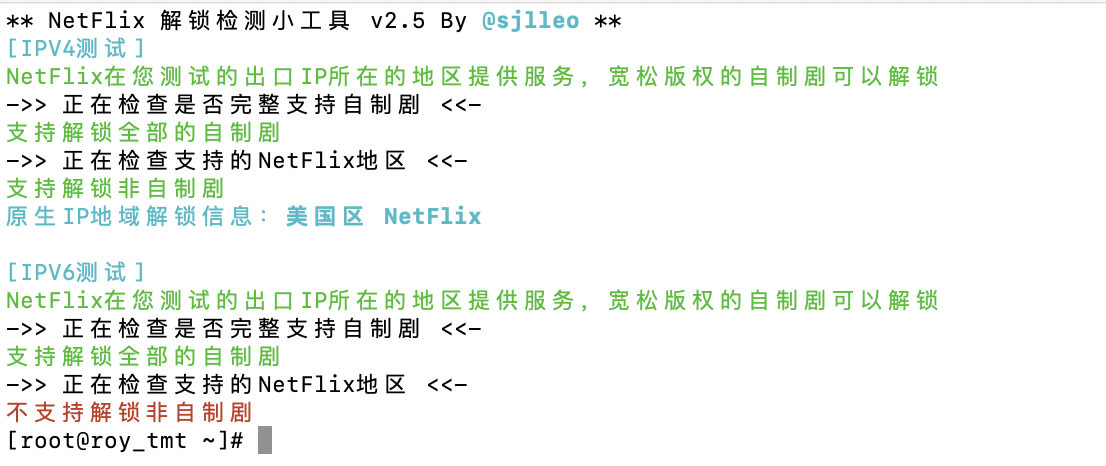 ** NetFlix 解锁检测小工具 v2.5 By @sjlleo **
[IPV4测试]
NetFlix在您测试的出口IP所在的地区提供服务，宽松版权的自制剧可以解锁
->> 正在检查是否完整支持自制剧 <<-
支持解锁全部的自制剧
->> 正在检查支持的NetFlix地区 <<-
支持解锁非自制剧
原生IP地域解锁信息：美国区 NetFlix
[IPV6测试]
NetFlix在您测试的出口IP所在的地区提供服务，宽松版权的自制剧可以解锁
->> 正在检查是否完整支持自制剧 <<-
支持解锁全部的自制剧
->> 正在检查支持的NetFlix地区 <<-
不支持解锁非自制剧
[root@roy_tmt ~]#